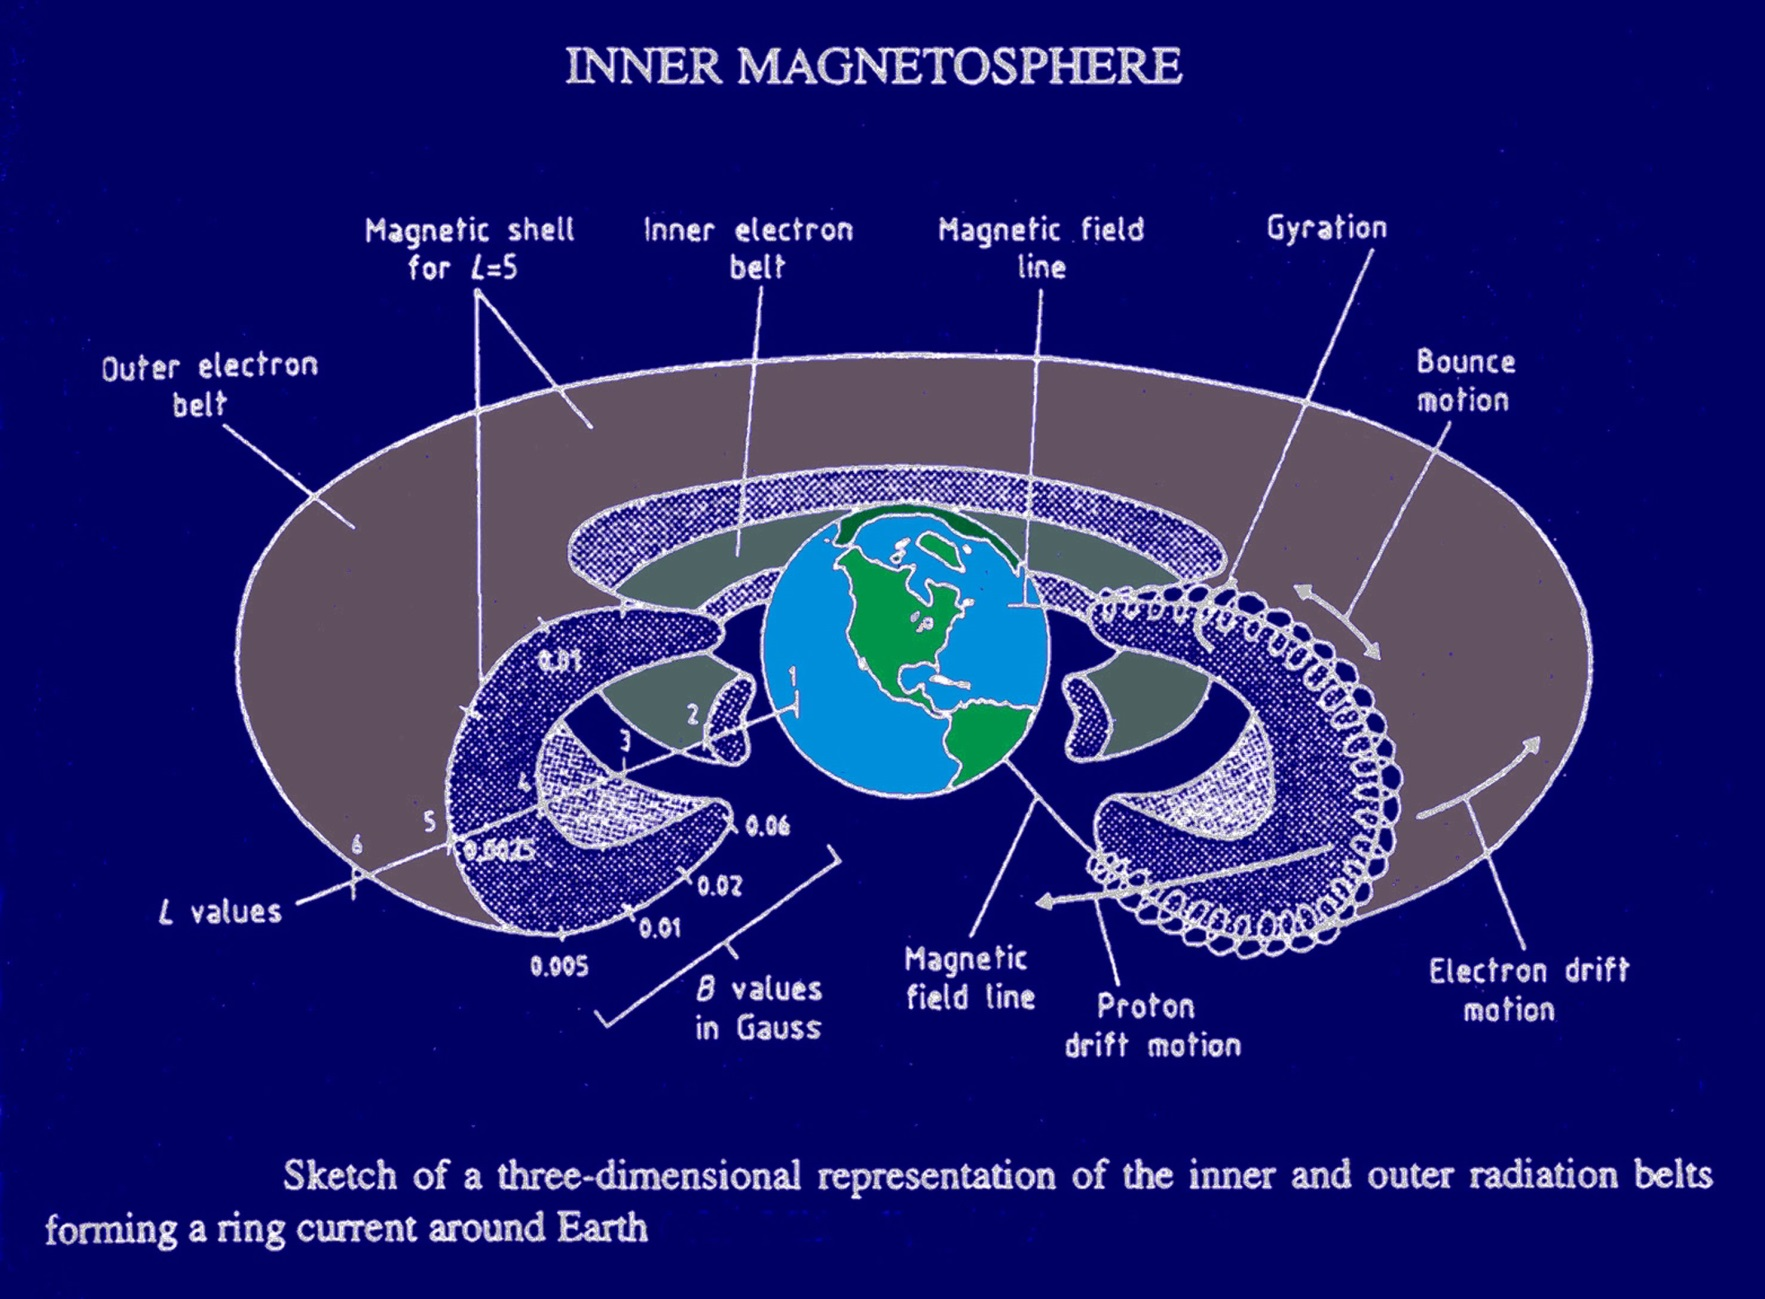 INNER MAGNETOSPHERE
Magnetic shell
for L=5
Inner electron
belt
Magnetic field
line
Gyration
Outer electron
belt
Bounce
motion
0.01
1
2
3
4
5
6
0.0025
L values
0.06
0.02
0.01
0.005
B values
in Gauss
Magnetic
field line
Proton
drift motion
Electron drift
motion
Sketch of a three-dimensional representation of the inner and outer radiation belts
forming a ring current around Earth